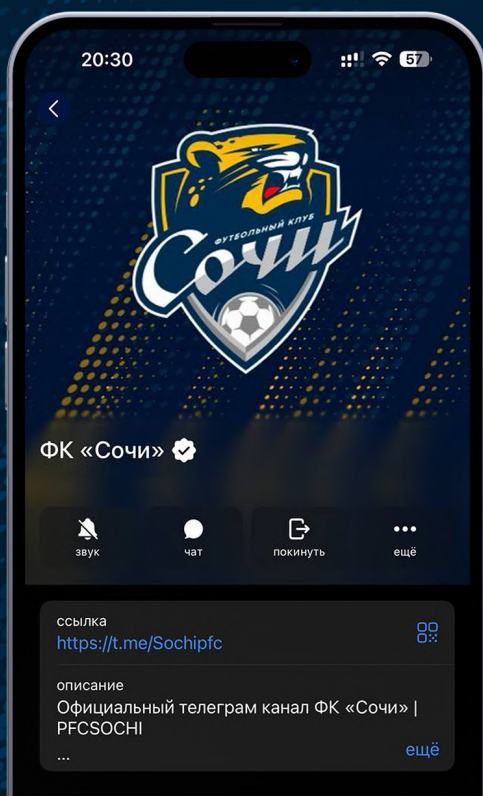 20:30
57
ФУТБОЛЬНЫЙ КЛУБ
Сочи
ФК «Сочи»
звук
чат
покинуть
ещё
ссылка
https://t.me/Sochipfc
описание
Официальный телеграм канал ФК «Сочи» |
PFCSOCHI
...
ещё